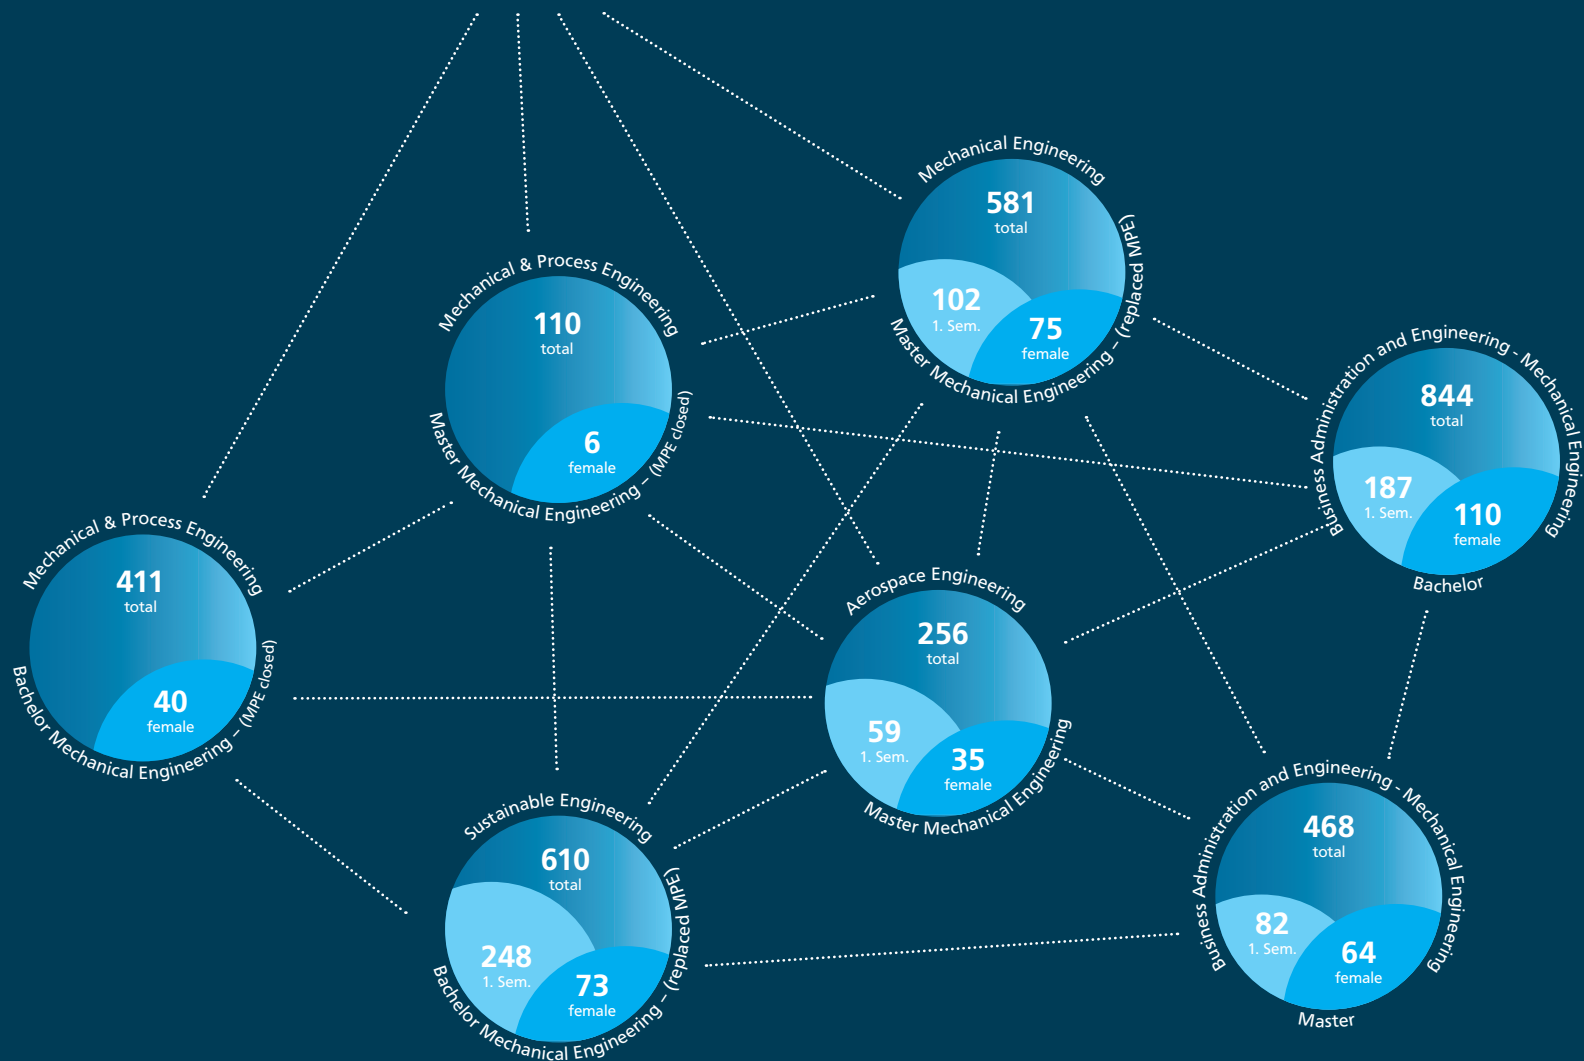 Mechanical Engineering
581
total
102
1. Sem.
75
female
Master Mechanical Engineering – (replaced MPE)
Mechanical & Process Engineering
110
total
6
female
Master Mechanical Engineering – (MPE closed)
Business Administration and Engineering - Mechanical Engineering
844
total
187
1. Sem.
110
female
Bachelor
Mechanical & Process Engineering
411
total
40
female
Bachelor Mechanical Engineering – (MPE closed)
Aerospace Engineering
256
total
59
1. Sem.
35
female
Master Mechanical Engineering
Sustainable Engineering
610
total
248
1. Sem.
73
female
Bachelor Mechanical Engineering – (replaced MPE)
Business Administration and Engineering - Mechanical Engineering
468
total
82
1. Sem.
64
female
Master